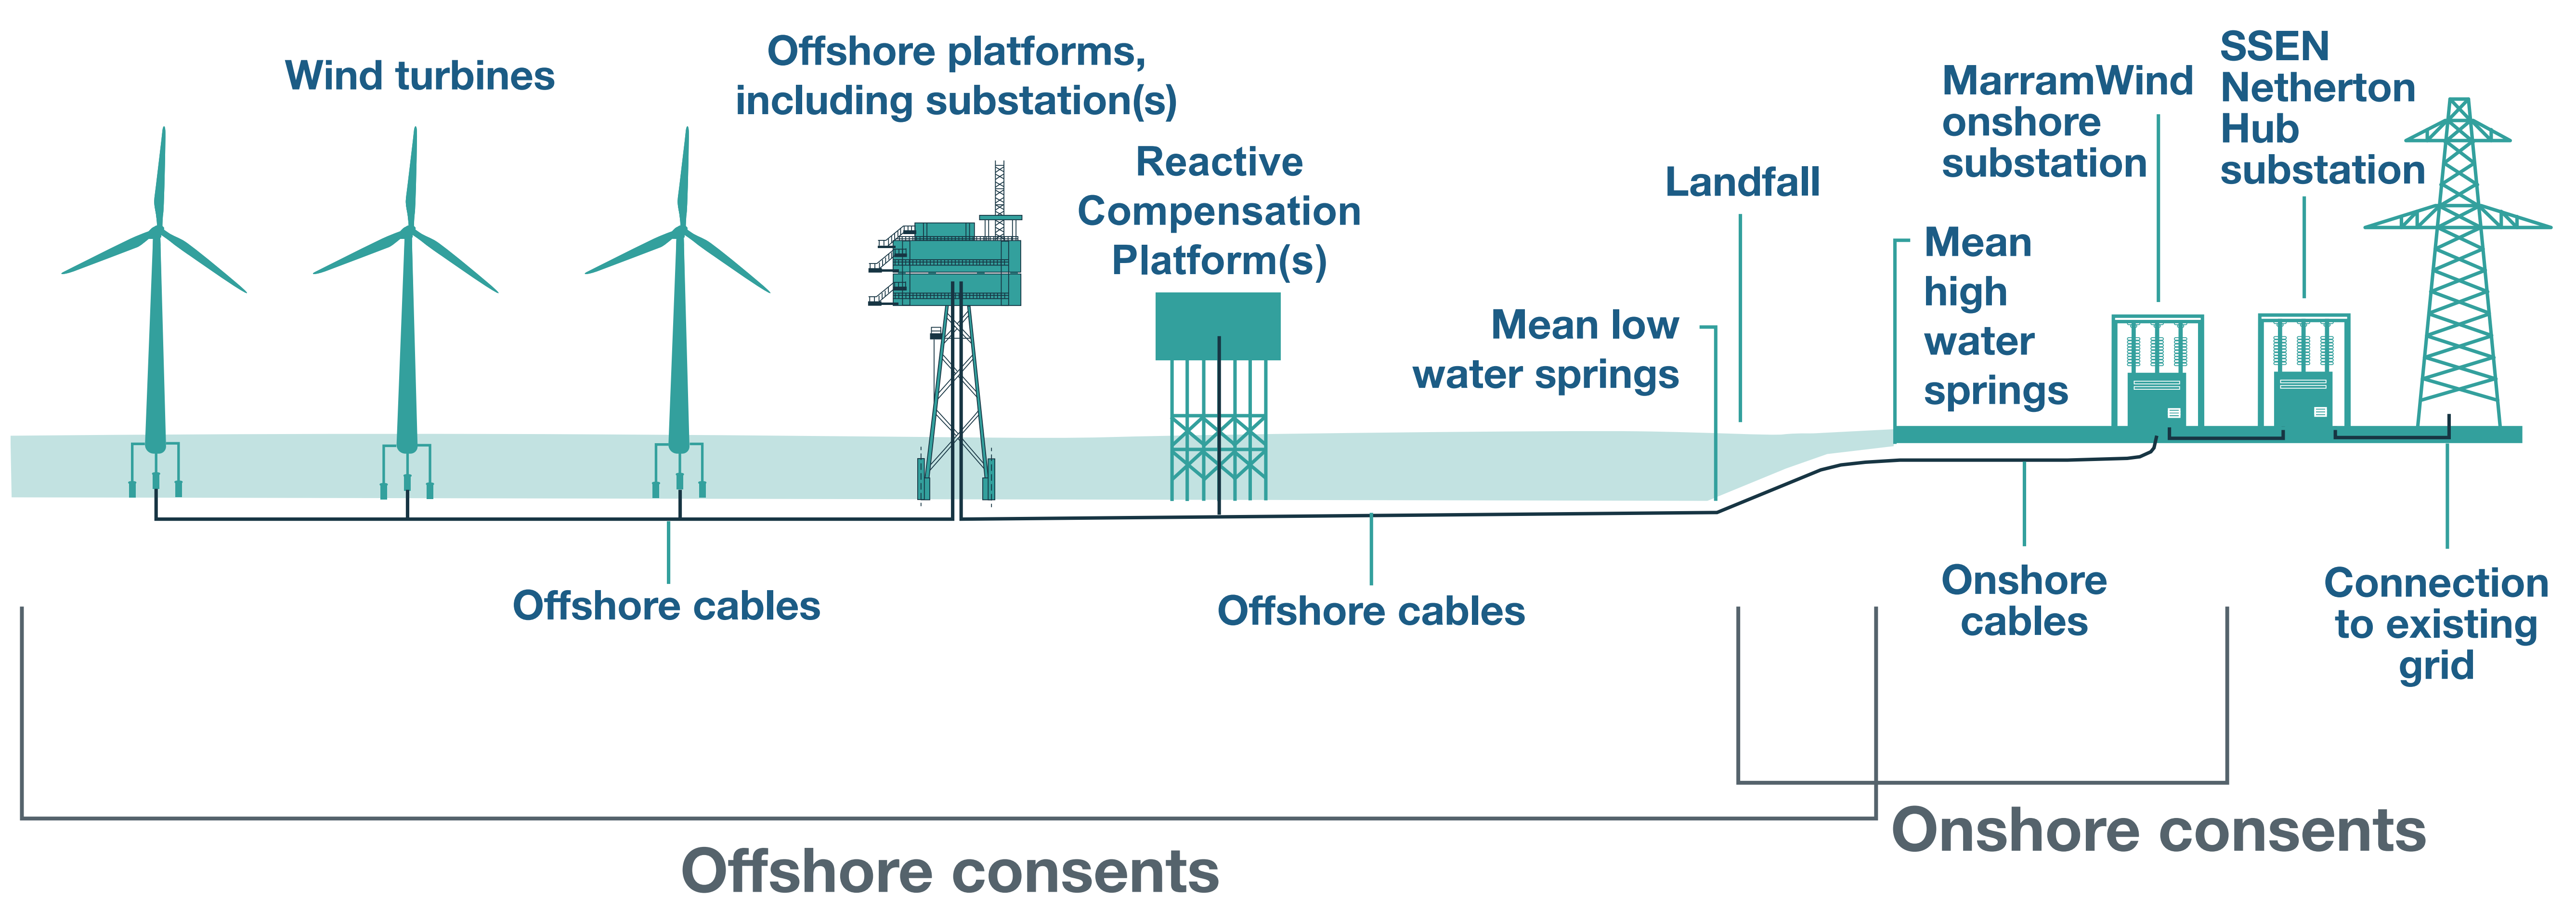 Wind turbines
Offshore platforms,
including substation(s)
Reactive
Compensation
Platform(s)
Mean low
water springs
Landfall
Mean
high
water
springs
MarramWind
onshore
substation
SSEN
Netherton
Hub
substation
Offshore cables
Offshore cables
Onshore
cables
Connection
to existing
grid
Offshore consents
Onshore consents